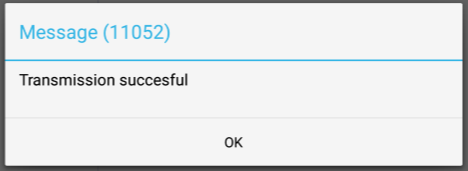 Message (11052)
Transmission succesful
OK